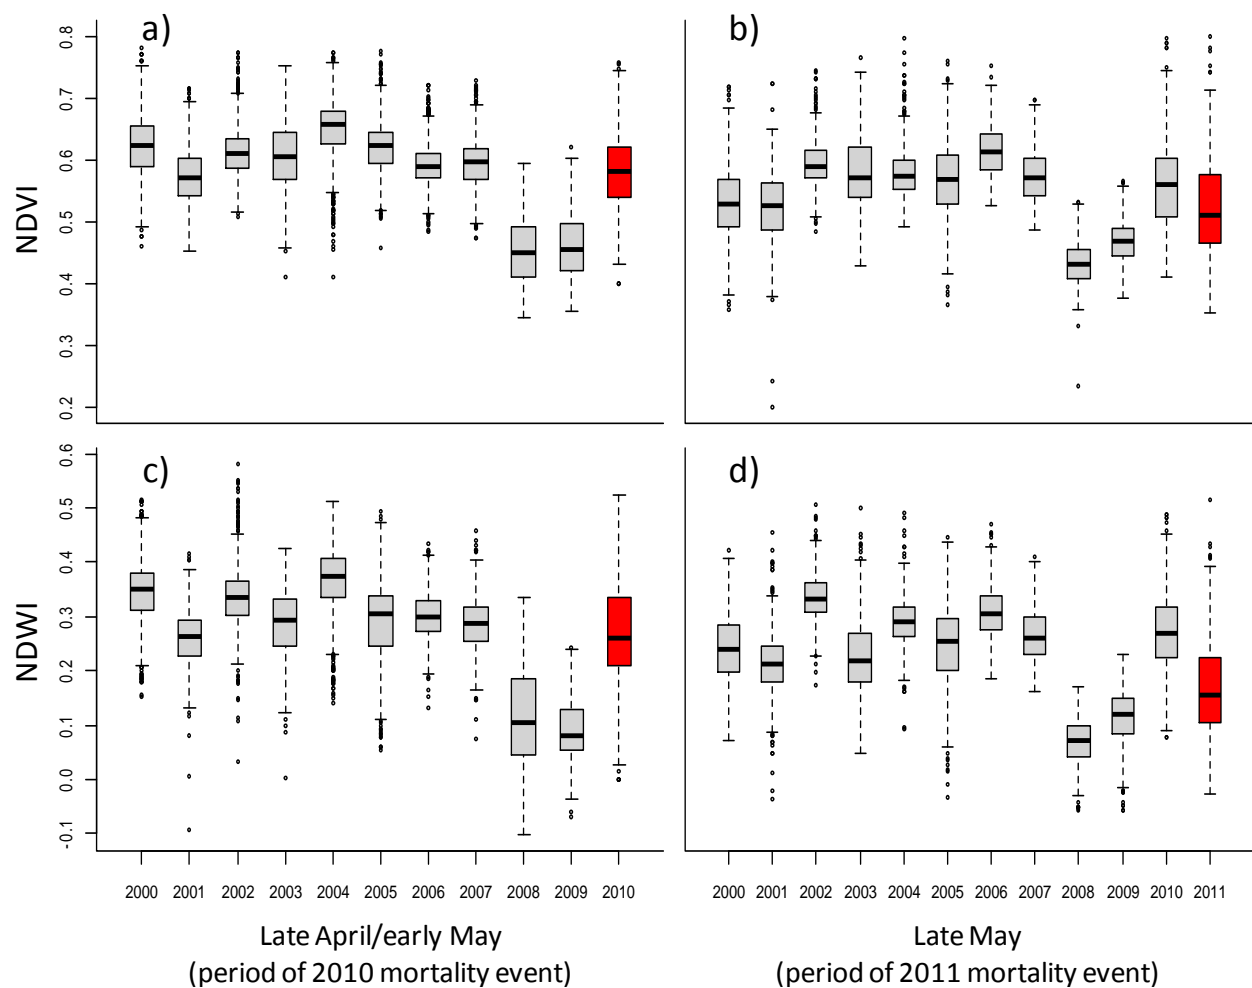 a)
b)
NDVI
0.8
0.7
0.6
0.5
0.4
0.3
0.2
c)
d)
NDWI
0.6
0.5
0.4
0.3
0.2
0.1
0.0
-0.1
2000 2001 2002 2003 2004 2005 2006 2007 2008 2009 2010
2000 2001 2002 2003 2004 2005 2006 2007 2008 2009 2010 2011
Late April/early May
(period of 2010 mortality event)
Late May
(period of 2011 mortality event)